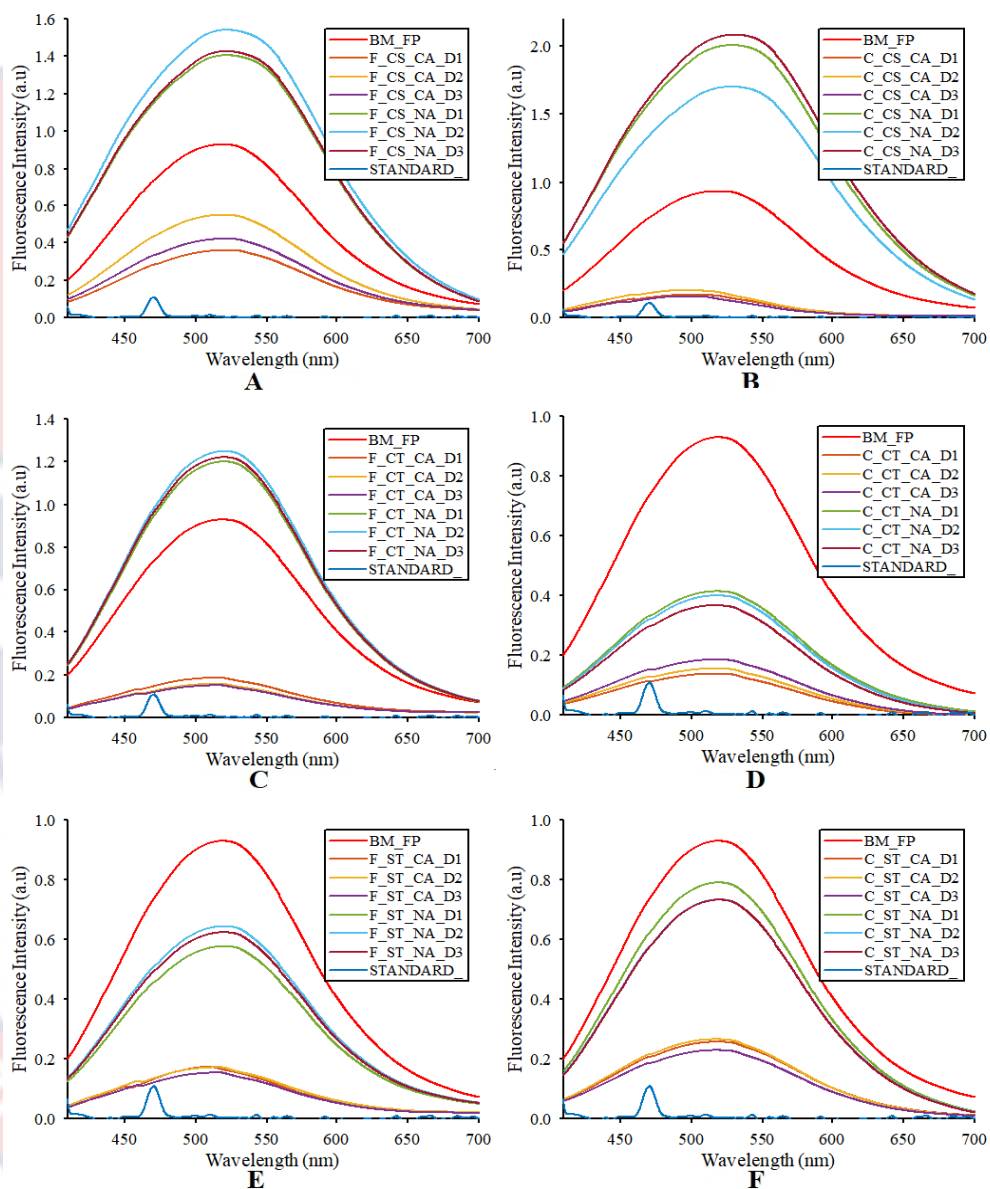 Fluorescence Intensity (a.u)
1.6
1.4
1.2
1.0
0.8
0.6
0.4
0.2
0.0
BM_FP
F_CS_CA_D1
F_CS_CA_D2
F_CS_CA_D3
F_CS_NA_D1
F_CS_NA_D2
F_CS_NA_D3
STANDARD_
450 500 550 600 650 700
Wavelength (nm)
A
Fluorescence Intensity (a.u)
2.0
1.5
1.0
0.5
0.0
BM_FP
C_CS_CA_D1
C_CS_CA_D2
C_CS_CA_D3
C_CS_NA_D1
C_CS_NA_D2
C_CS_NA_D3
STANDARD_
450 500 550 600 650 700
Wavelength (nm)
B
Fluorescence Intensity (a.u)
1.4
1.2
1.0
0.8
0.6
0.4
0.2
0.0
BM_FP
F_CT_CA_D1
F_CT_CA_D2
F_CT_CA_D3
F_CT_NA_D1
F_CT_NA_D2
F_CT_NA_D3
STANDARD_
450 500 550 600 650 700
Wavelength (nm)
C
Fluorescence Intensity (a.u)
1.0
0.8
0.6
0.4
0.2
0.0
BM_FP
C_CT_CA_D1
C_CT_CA_D2
C_CT_CA_D3
C_CT_NA_D1
C_CT_NA_D2
C_CT_NA_D3
STANDARD_
450 500 550 600 650 700
Wavelength (nm)
D
Fluorescence Intensity (a.u)
1.0
0.8
0.6
0.4
0.2
0.0
BM_FP
F_ST_CA_D1
F_ST_CA_D2
F_ST_CA_D3
F_ST_NA_D1
F_ST_NA_D2
F_ST_NA_D3
STANDARD_
450 500 550 600 650 700
Wavelength (nm)
E
Fluorescence Intensity (a.u)
1.0
0.8
0.6
0.4
0.2
0.0
BM_FP
C_ST_CA_D1
C_ST_CA_D2
C_ST_CA_D3
C_ST_NA_D1
C_ST_NA_D2
C_ST_NA_D3
STANDARD_
450 500 550 600 650 700
Wavelength (nm)
F